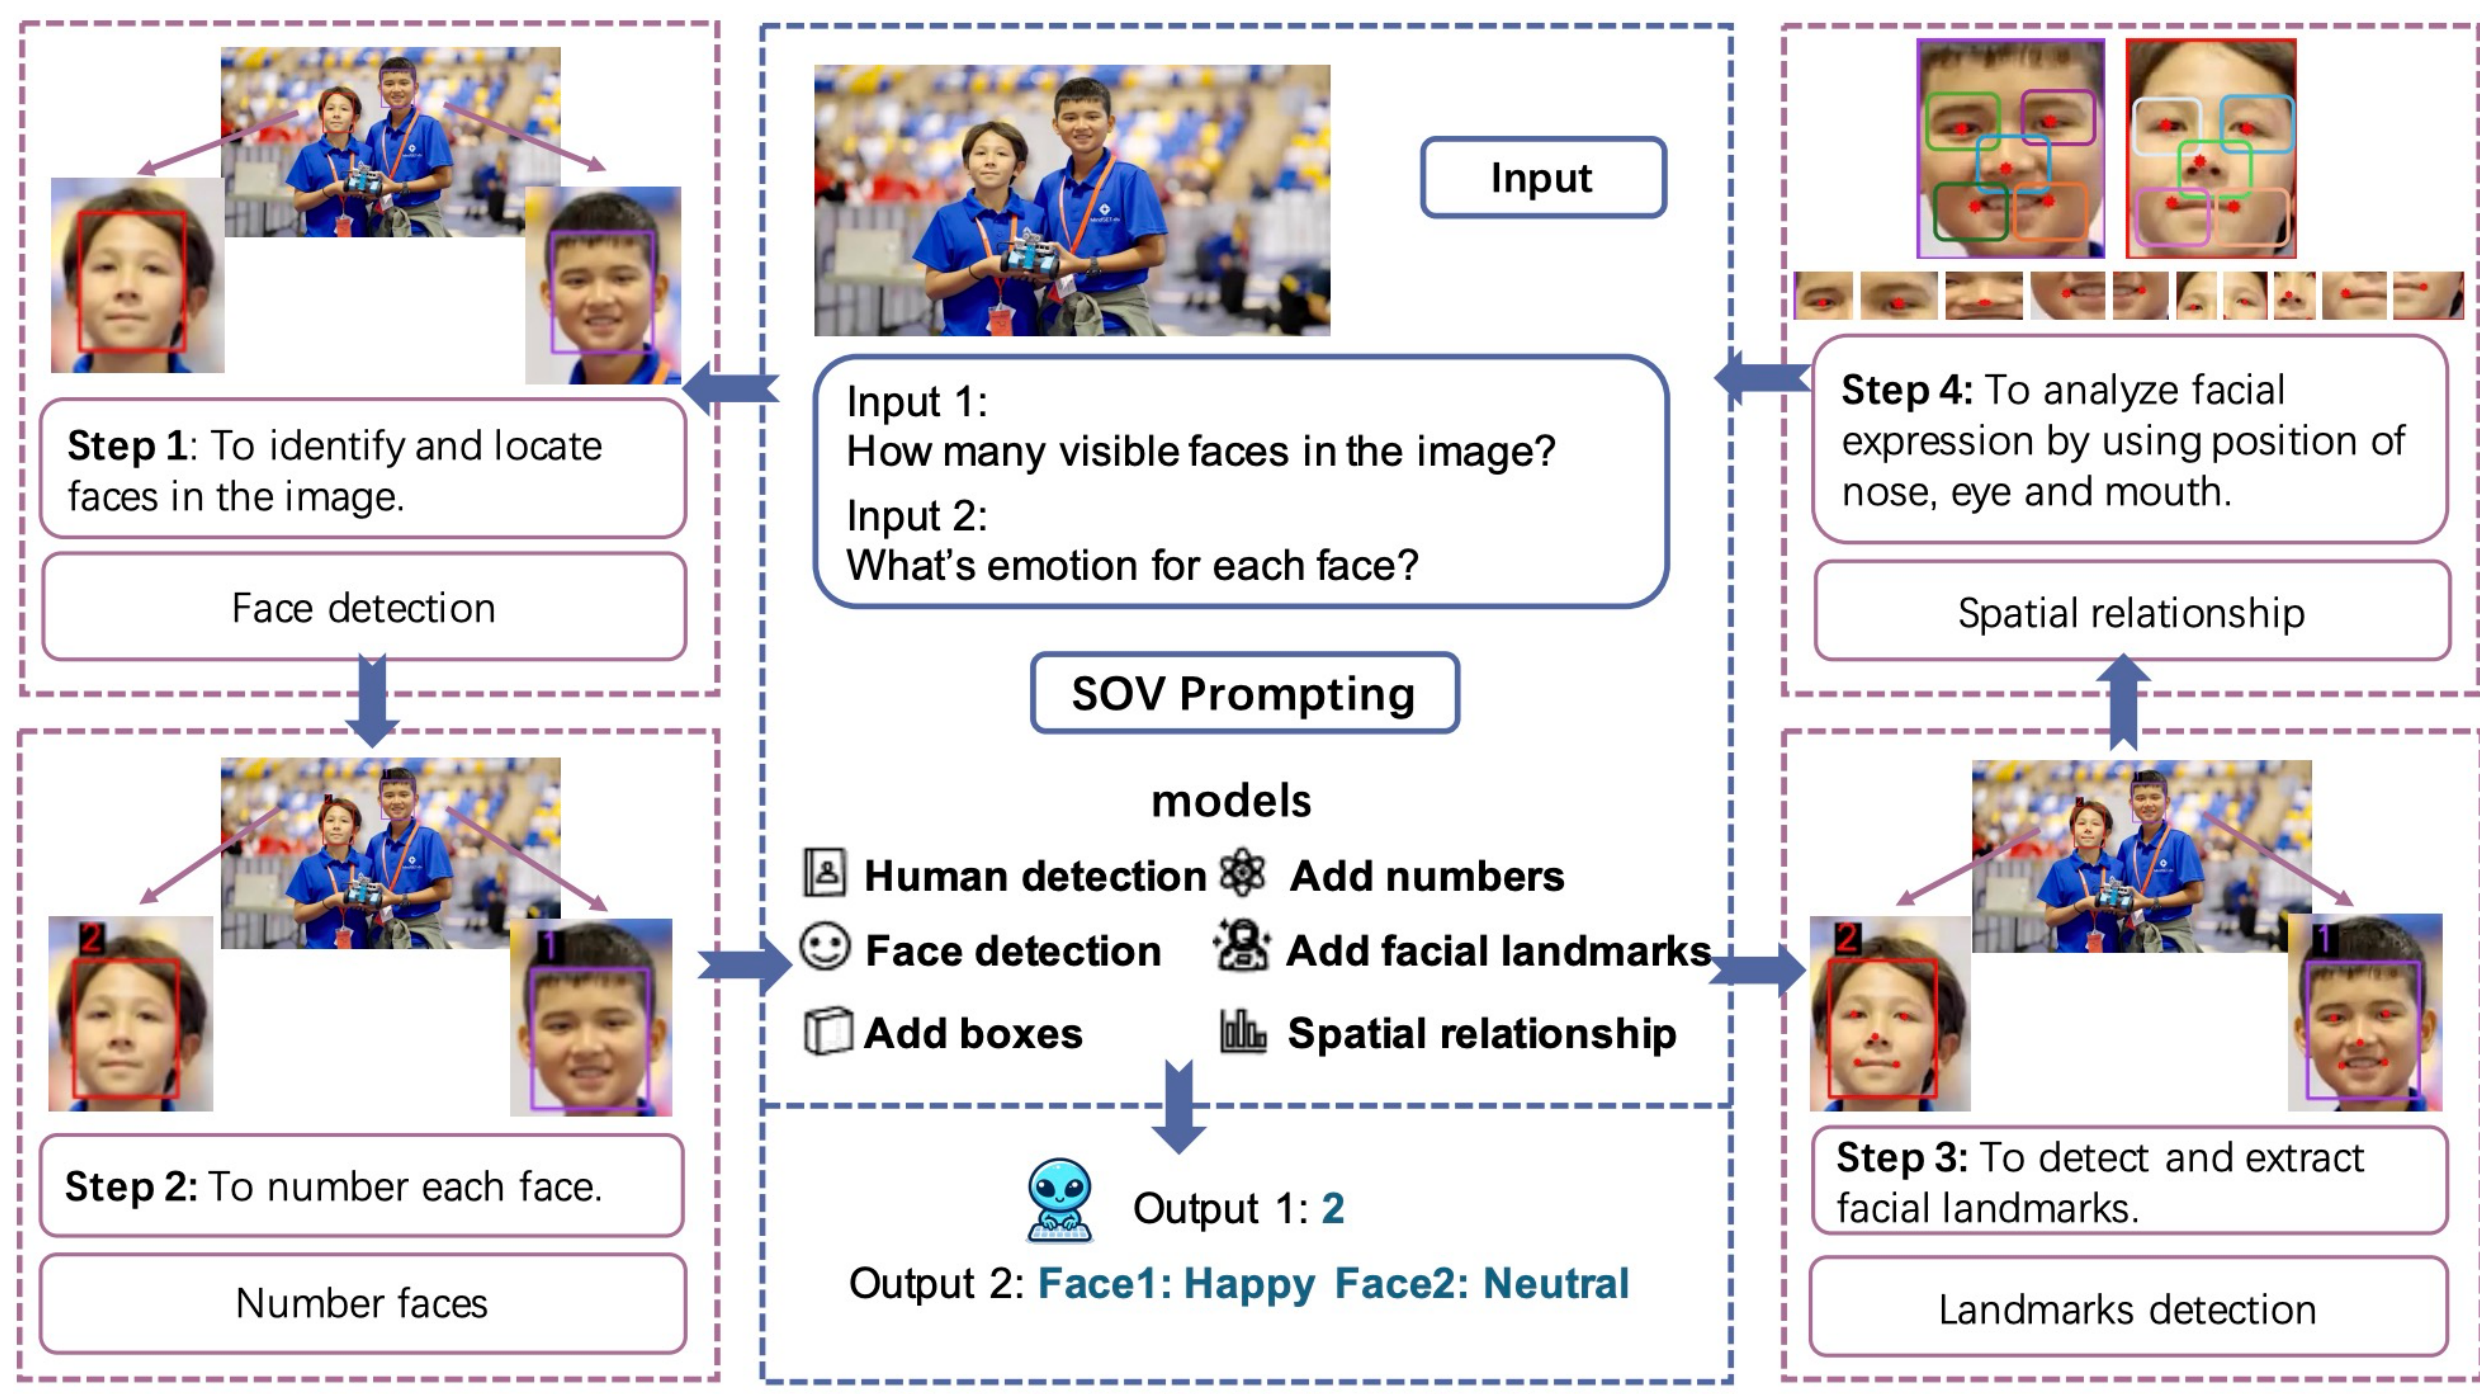 Step 1: To identify and locate
faces in the image.
Face detection
2
1
Step 2: To number each face.
Number faces
Input
MindSET
Input 1:
How many visible faces in the image?
Input 2:
What's emotion for each face?
SOV Prompting
models
Human detection
Add numbers
Face detection
Add facial landmarks
Add boxes
Spatial relationship
Output 1: 2
Output 2: Face1: Happy Face2: Neutral
Step 4: To analyze facial
expression by using position of
nose, eye and mouth.
Spatial relationship
2
1
Step 3: To detect and extract
facial landmarks.
Landmarks detection